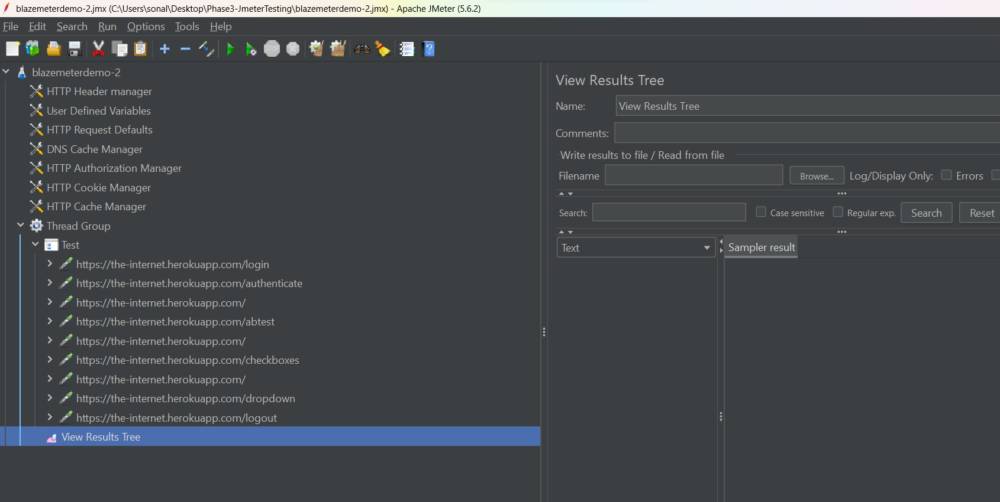 blazemeterdemo-2.jmx (C:\Users\sonal\Desktop\Phase3-JmeterTesting\blazemeterdemo-2.jmx) - Apache JMeter (5.6.2)
File Edit Search Run Options Tools Help
STOP
blazemeterdemo-2
HTTP Header manager
User Defined Variables
HTTP Request Defaults
DNS Cache Manager
HTTP Authorization Manager
HTTP Cookie Manager
HTTP Cache Manager
Thread Group
Test
https://the-internet.herokuapp.com/login
https://the-internet.herokuapp.com/authenticate
https://the-internet.herokuapp.com/
https://the-internet.herokuapp.com/abtest
https://the-internet.herokuapp.com/
https://the-internet.herokuapp.com/checkboxes
https://the-internet.herokuapp.com/
https://the-internet.herokuapp.com/dropdown
https://the-internet.herokuapp.com/logout
View Results Tree
View Results Tree
Name: View Results Tree
Comments:
Write results to file / Read from file
Filename Browse... Log/Display Only: Errors
Search: Case sensitive Regular exp. Search Reset
Text
Sampler result